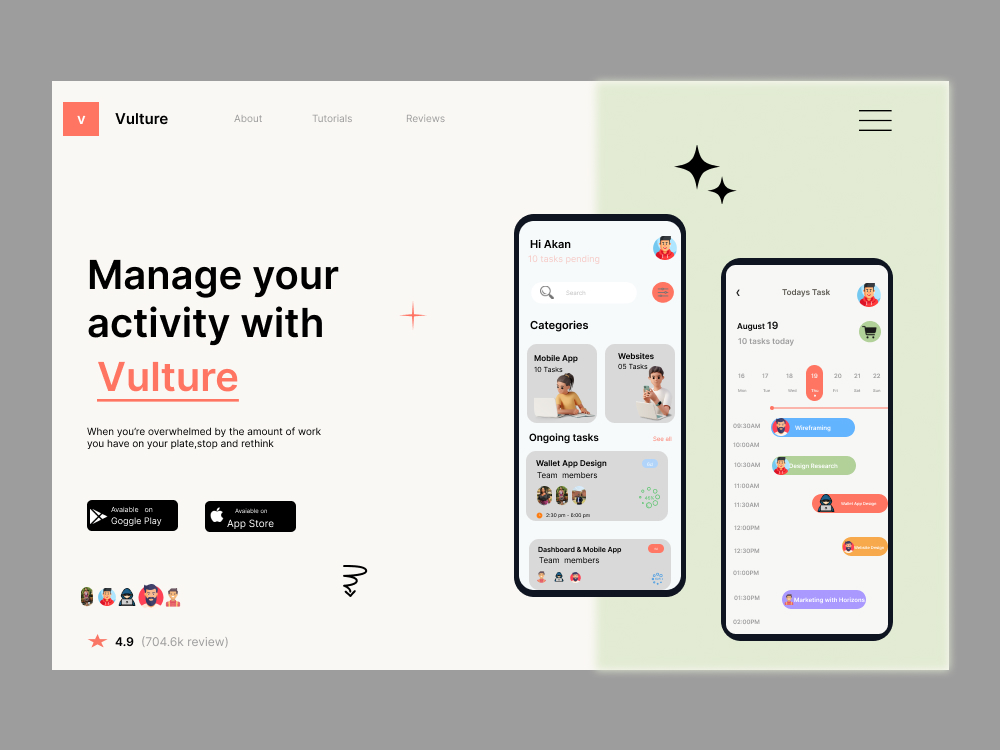 V
Vulture
About
Tutorials
Reviews
Manage your
activity with
Vulture
When you're overwhelmed by the amount of work
you have on your plate,stop and rethink
Avaiable on
Goggle Play
Avaiable on
App Store
4.9 (704.6k review)
Hi Akan
10 tasks pending
Search
Categories
Mobile App
10 Tasks
Websites
05 Tasks
Ongoing tasks
See all
Wallet App Design
Team members
2:30 pm - 6:00 pm
Dashboard & Mobile App
Team members
Todays Task
August 19
10 tasks today
16 17 18 19 20 21 22
Mon Tue Wed Thu Fri Sat Sun
09:30AM
Wireframing
10:00AM
10:30AM
Design Research
11:00AM
11:30AM
Wallet App Design
12:00PM
12:30PM
Website Design
01:00PM
01:30PM
Marketing with Horizons
02:00PM